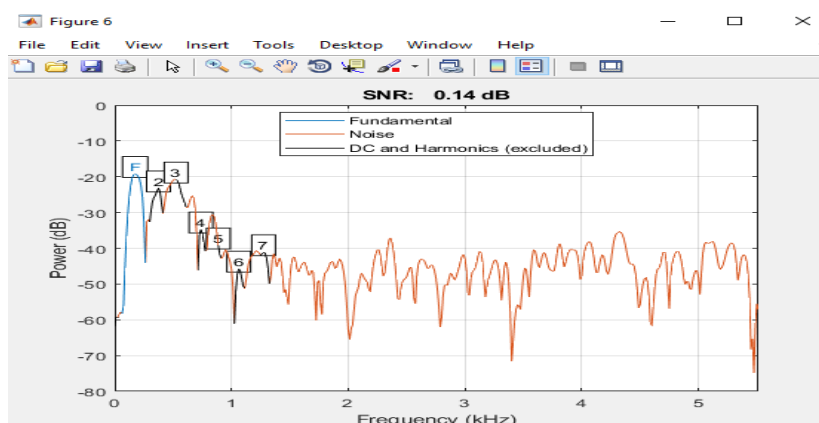 Figure 6
File Edit View Insert Tools Desktop Window Help
SNR: 0.14 dB
Fundamental
Noise
DC and Harmonics (excluded)
F
2
3
4
5
6
7
0
-10
-20
-30
-40
-50
-60
-70
-80
Power (dB)
0 1 2 3 4 5
Frequency (kHz)